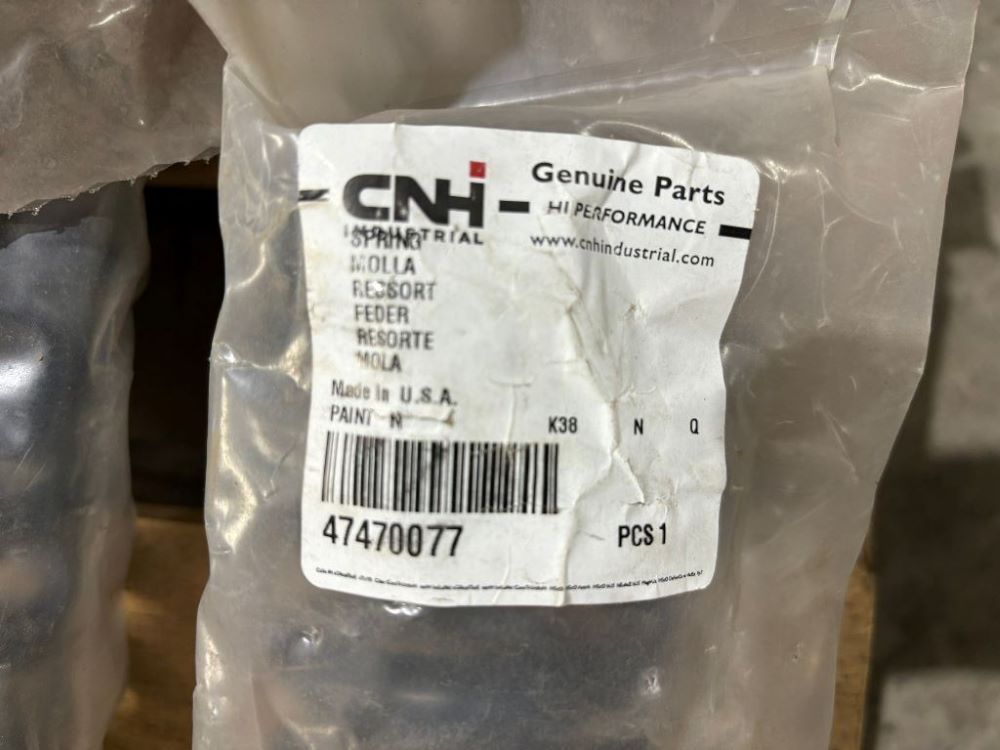 CNH
INDUSTRIAL
Genuine Parts
HI PERFORMANCE
www.cnhindustrial.com
SPRING
MOLLA
RESSORT
FEDER
RESORTE
MOLA
Made in U.S.A.
PAINT N K38 N Q
47470077 PCS 1